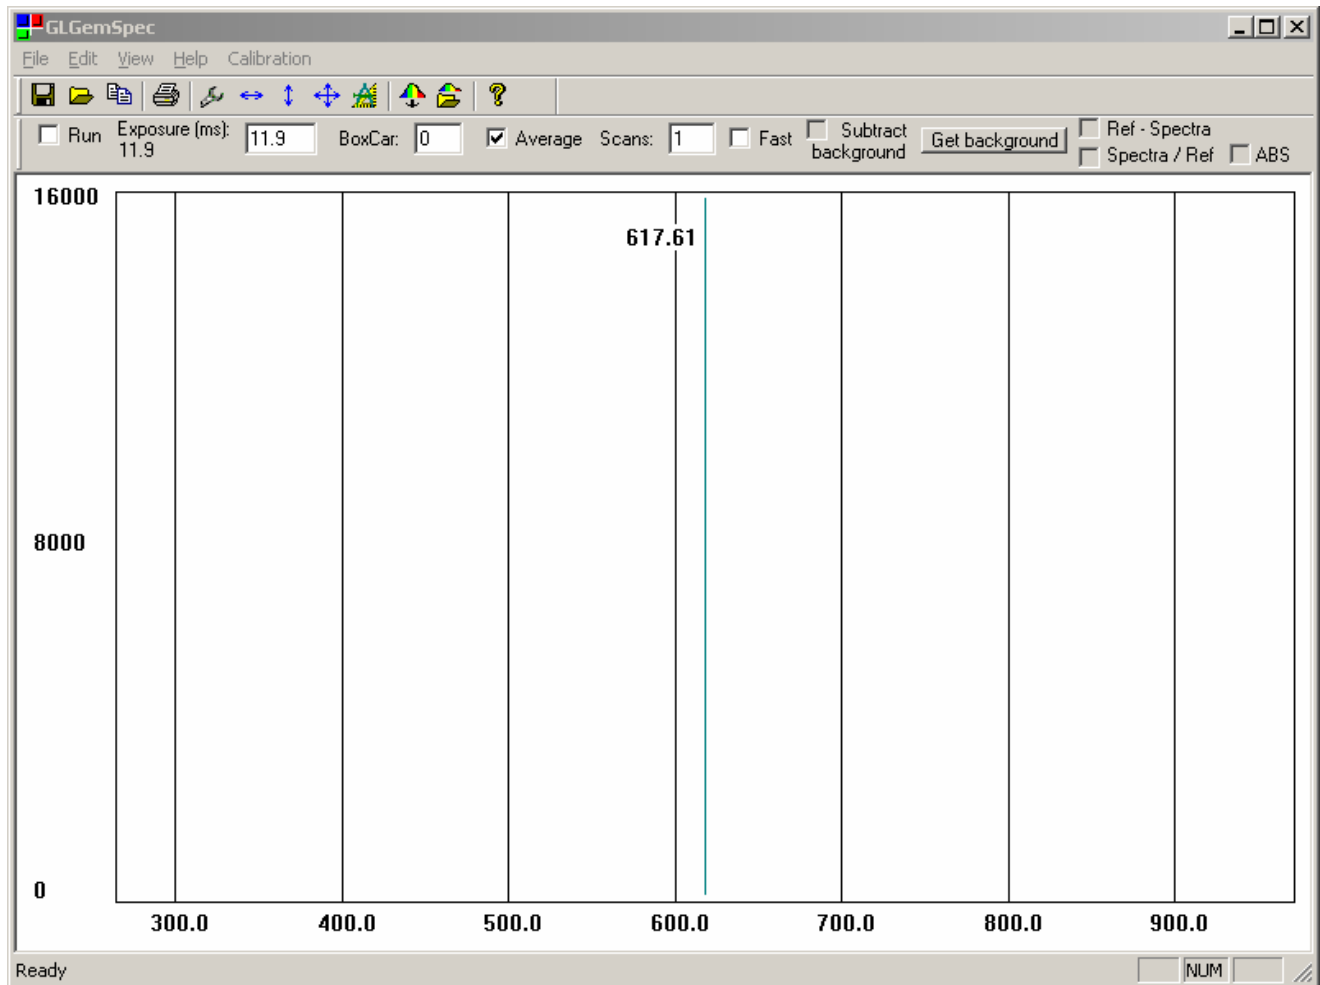 GLGemSpec
File Edit View Help Calibration
Run Exposure (ms): 11.9 11.9 BoxCar: 0 Average Scans: 1 Fast Subtract background Get background Ref - Spectra
Spectra / Ref ABS
16000
617.61
8000
0
300.0 400.0 500.0 600.0 700.0 800.0 900.0
Ready NUM